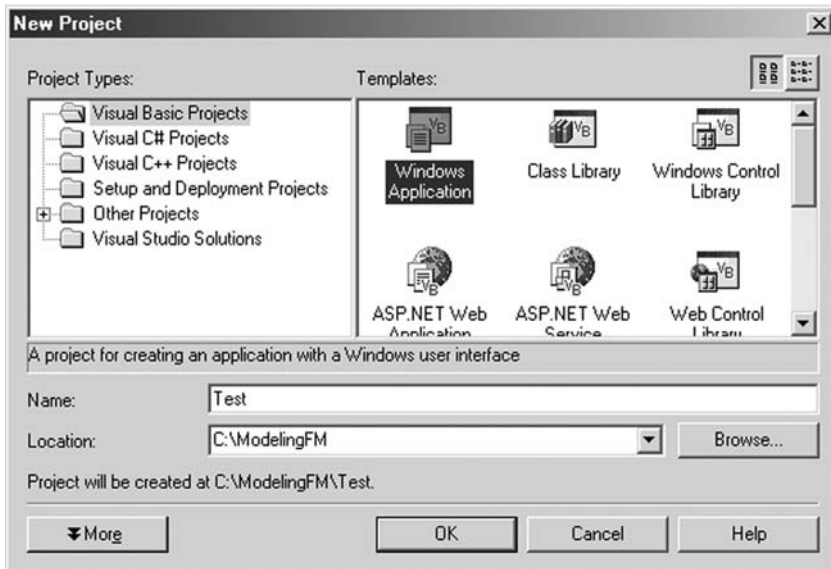 New Project
Project Types:
Templates:
Visual Basic Projects
Visual C# Projects
Visual C++ Projects
Setup and Deployment Projects
Other Projects
Visual Studio Solutions
Windows
Application
Class Library
Windows Control
Library
ASP.NET Web
Application
ASP.NET Web
Service
Web Control
Library
A project for creating an application with a Windows user interface
Name:
Test
Location:
C:\ModelingFM
Browse...
Project will be created at C:\ModelingFM\Test.
More
OK
Cancel
Help